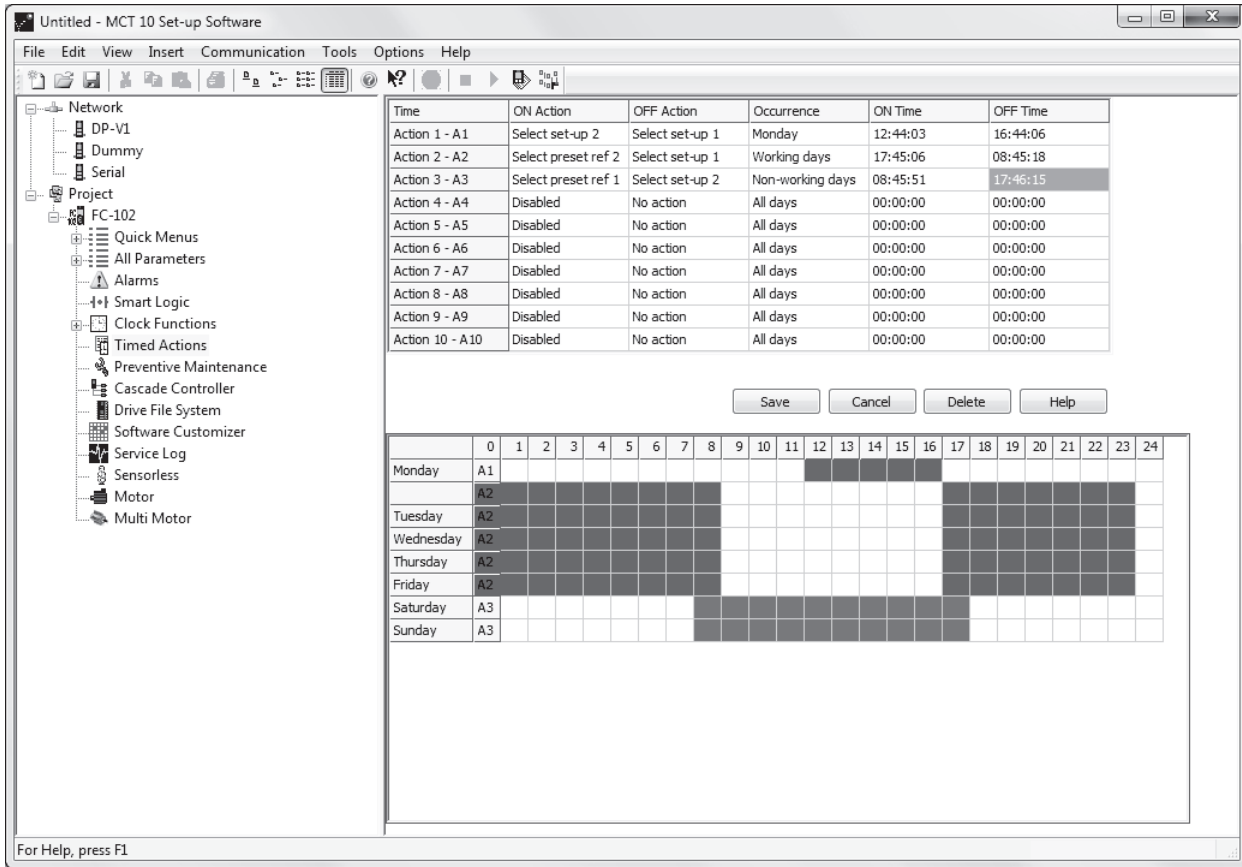 Untitled - MCT 10 Set-up Software
File Edit View Insert Communication Tools Options Help
Network
DP-V1
Dummy
Serial
Project
FC-102
Quick Menus
All Parameters
Alarms
Smart Logic
Clock Functions
Timed Actions
Preventive Maintenance
Cascade Controller
Drive File System
Software Customizer
Service Log
Sensorless
Motor
Multi Motor
Time ON Action OFF Action Occurrence ON Time OFF Time
Action 1 - A1 Select set-up 2 Select set-up 1 Monday 12:44:03 16:44:06
Action 2 - A2 Select preset ref 2 Select set-up 1 Working days 17:45:06 08:45:18
Action 3 - A3 Select preset ref 1 Select set-up 2 Non-working days 08:45:51 17:46:15
Action 4 - A4 Disabled No action All days 00:00:00 00:00:00
Action 5 - A5 Disabled No action All days 00:00:00 00:00:00
Action 6 - A6 Disabled No action All days 00:00:00 00:00:00
Action 7 - A7 Disabled No action All days 00:00:00 00:00:00
Action 8 - A8 Disabled No action All days 00:00:00 00:00:00
Action 9 - A9 Disabled No action All days 00:00:00 00:00:00
Action 10 - A10 Disabled No action All days 00:00:00 00:00:00
Save Cancel Delete Help
0 1 2 3 4 5 6 7 8 9 10 11 12 13 14 15 16 17 18 19 20 21 22 23 24
Monday A1
A2
Tuesday A2
Wednesday A2
Thursday A2
Friday A2
Saturday A3
Sunday A3
For Help, press F1